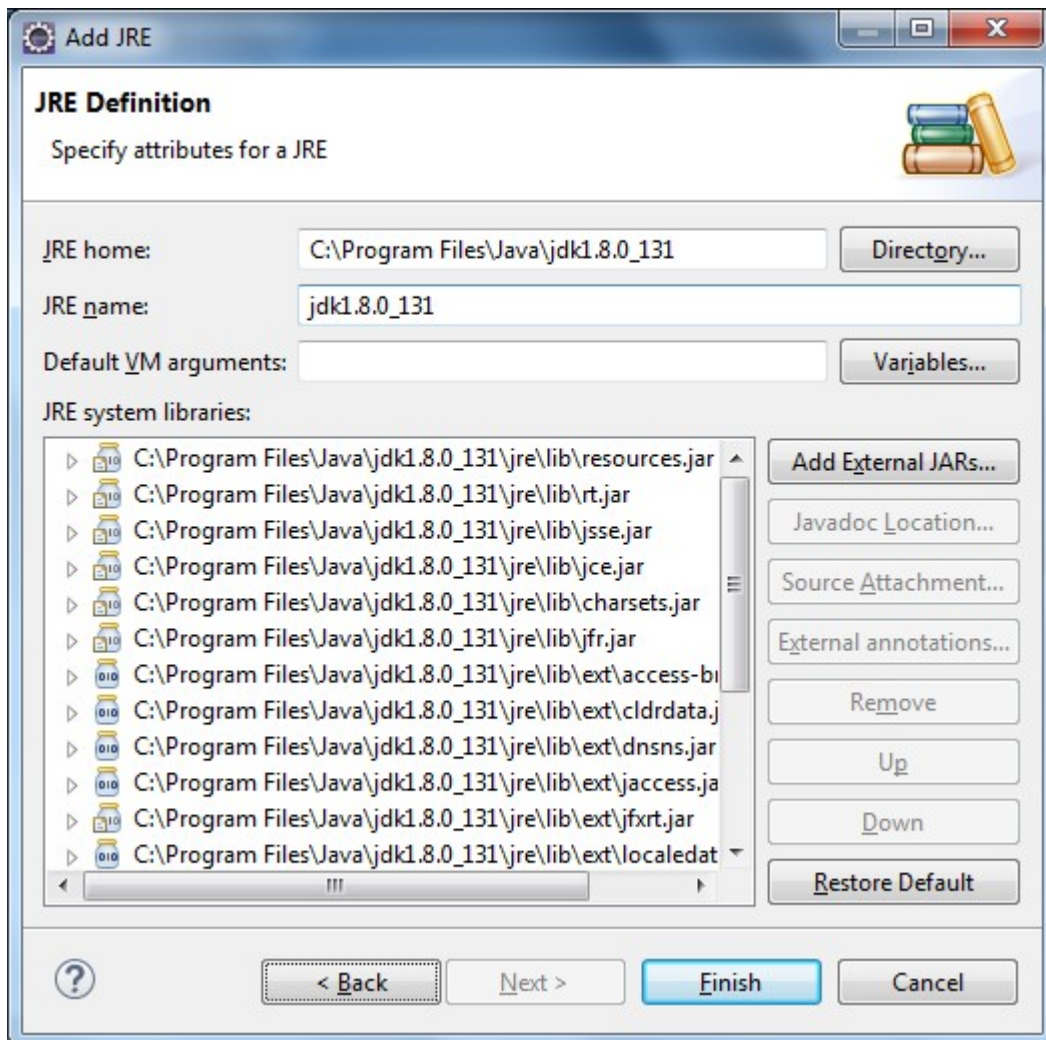 Add JRE
JRE Definition
Specify attributes for a JRE
JRE home: C:\Program Files\Java\jdk1.8.0_131 Directory...
JRE name: jdk1.8.0_131
Default VM arguments: Variables...
JRE system libraries:
C:\Program Files\Java\jdk1.8.0_131\jre\lib\resources.jar Add External JARs...
C:\Program Files\Java\jdk1.8.0_131\jre\lib\rt.jar
C:\Program Files\Java\jdk1.8.0_131\jre\lib\jsse.jar Javadoc Location...
C:\Program Files\Java\jdk1.8.0_131\jre\lib\jce.jar Source Attachment...
C:\Program Files\Java\jdk1.8.0_131\jre\lib\charsets.jar
C:\Program Files\Java\jdk1.8.0_131\jre\lib\jfr.jar External annotations...
C:\Program Files\Java\jdk1.8.0_131\jre\lib\ext\access-br
C:\Program Files\Java\jdk1.8.0_131\jre\lib\ext\cldrdata.j Remove
C:\Program Files\Java\jdk1.8.0_131\jre\lib\ext\dnsns.jar Up
C:\Program Files\Java\jdk1.8.0_131\jre\lib\ext\jaccess.ja
C:\Program Files\Java\jdk1.8.0_131\jre\lib\ext\jfxrt.jar Down
C:\Program Files\Java\jdk1.8.0_131\jre\lib\ext\localedat
Restore Default
? < Back Next > Finish Cancel